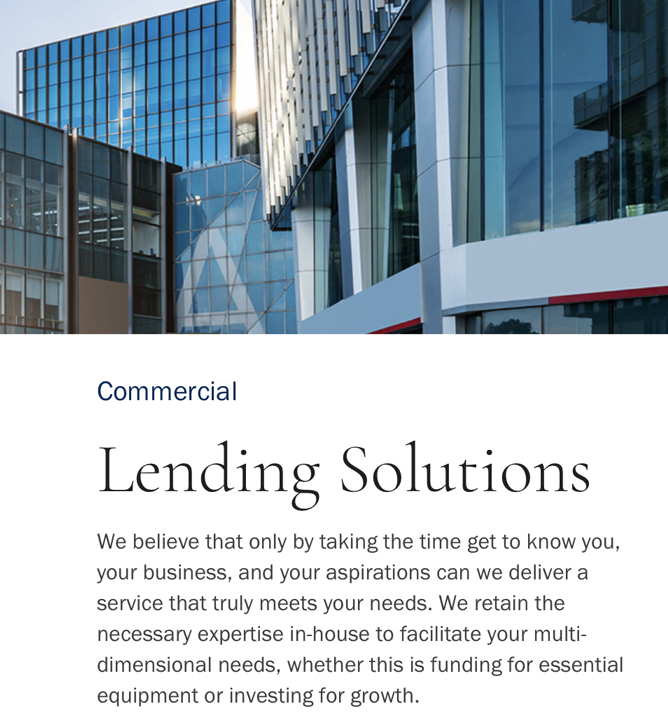 Commercial
Lending Solutions
We believe that only by taking the time get to know you,
your business, and your aspirations can we deliver a
service that truly meets your needs. We retain the
necessary expertise in-house to facilitate your multi-
dimensional needs, whether this is funding for essential
equipment or investing for growth.